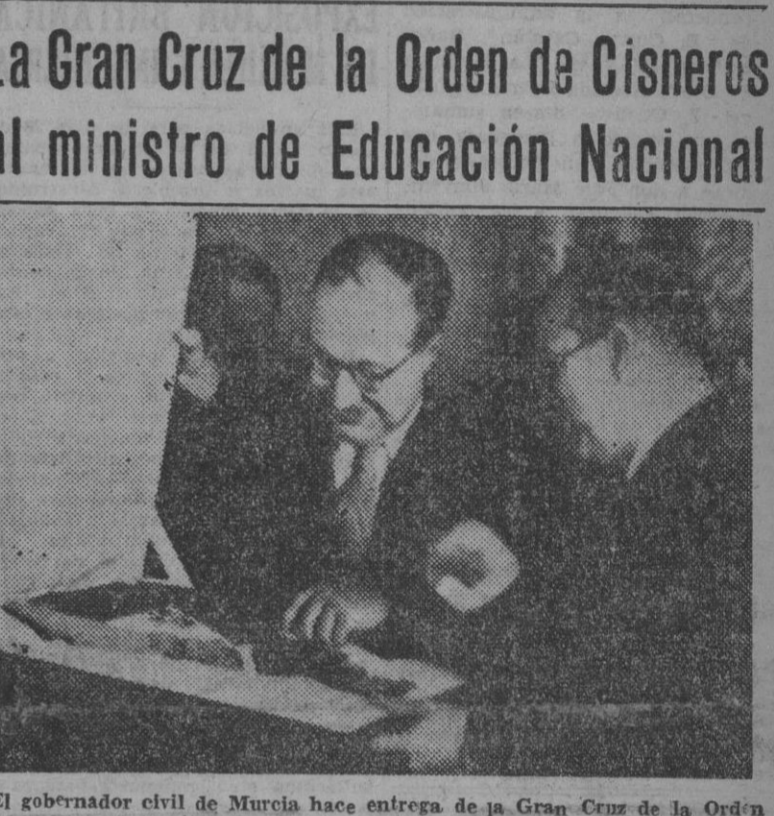 La Gran Cruz de la Orden de Cisneros
al ministro de Educación Nacional
El gobernador civil de Murcia hace entrega de la Gran Cruz de la Orden